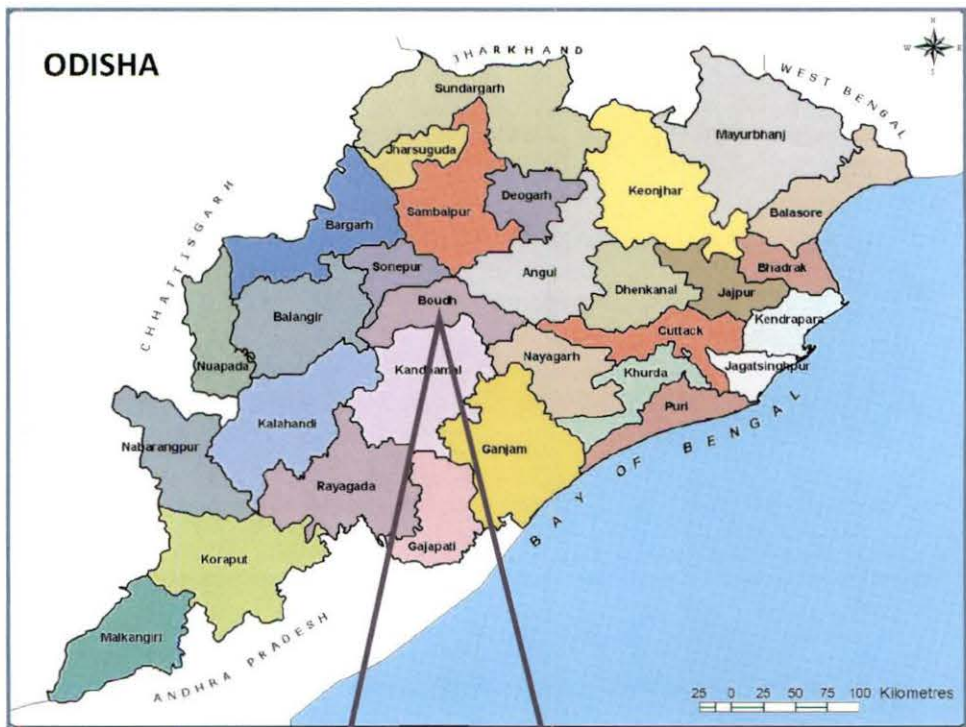 ODISHA
JHARKHAND
WEST BENGAL
N
W
E
S
CHHATTISGARH
Sundargarh
Mayurbhanj
Jharsuguda
Keonjhar
Deogarh
Sambalpur
Balasore
Bargarh
Sonepur
Angul
Bhadrak
Dhenkanal
Jajpur
Boudh
Balangir
Kendrapara
Cuttack
Nayagarh
Jagatsinghpur
Nuapada
Kandhamal
Khurda
Puri
Kalahandi
Nabarangpur
Ganjam
Rayagada
BAY OF BENGAL
Gajapati
Koraput
Malkangiri
ANDHRA PRADESH
25 0 25 50 75 100 Kilometres